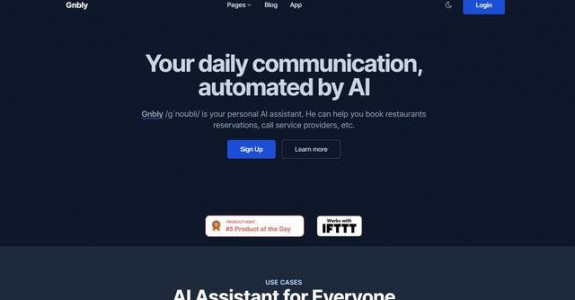 Gnbly
Pages
Blog
App
Login
Your daily communication,
automated by AI
Gnbly /gˈnoubli/ is your personal AI assistant. He can help you book restaurants
reservations, call service providers, etc.
Sign Up
Learn more
PRODUCT HUNT
#5 Product of the Day
Works with
IFTTT
USE CASES
AI Assistant for Everyone